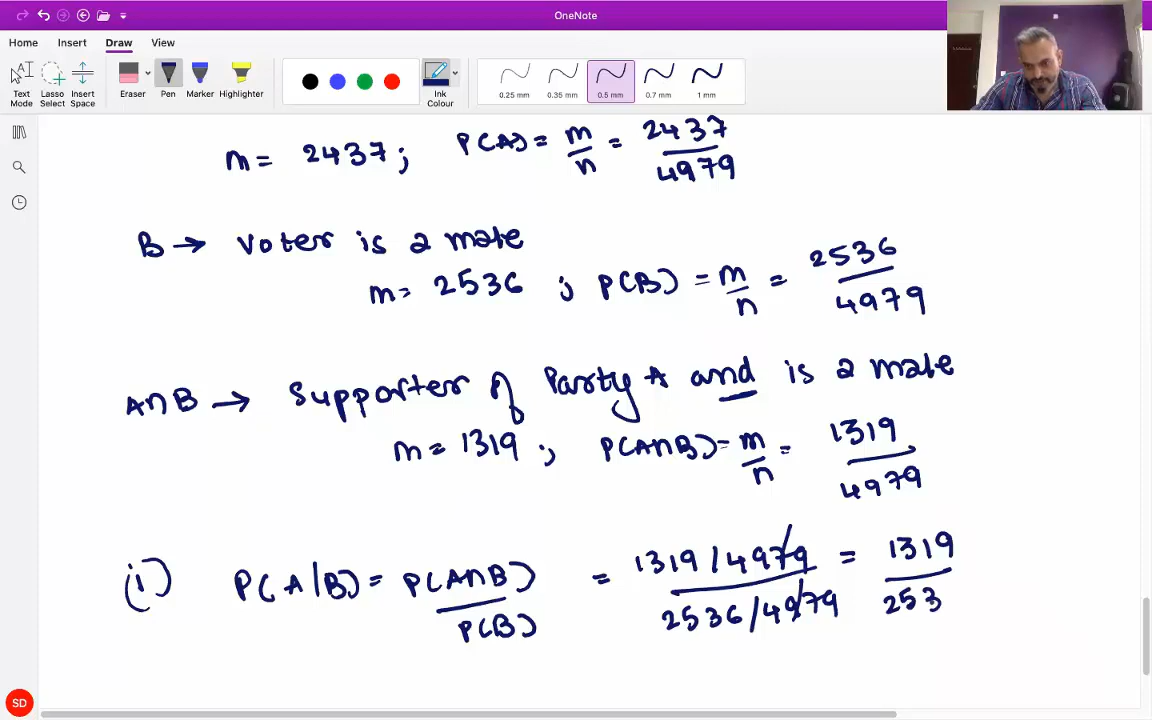 OneNote
Home Insert Draw View
Text Mode
Lasso Select
Insert Space
Eraser
Pen
Marker
Highlighter
Ink Colour
0.25 mm
0.35 mm
0.5 mm
0.7 mm
1 mm
m = 2437 ; P(A) = m/n = 2437/4979
B → Voter is a male
m = 2536 ; P(B) = m/n = 2536/4979
A∩B → Supporter of Party A and is a male
m = 1319 ; P(A∩B) = m/n = 1319/4979
(i) P(A|B) = P(A∩B)/P(B) = 1319/4979 / 2536/4979 = 1319/253
SD